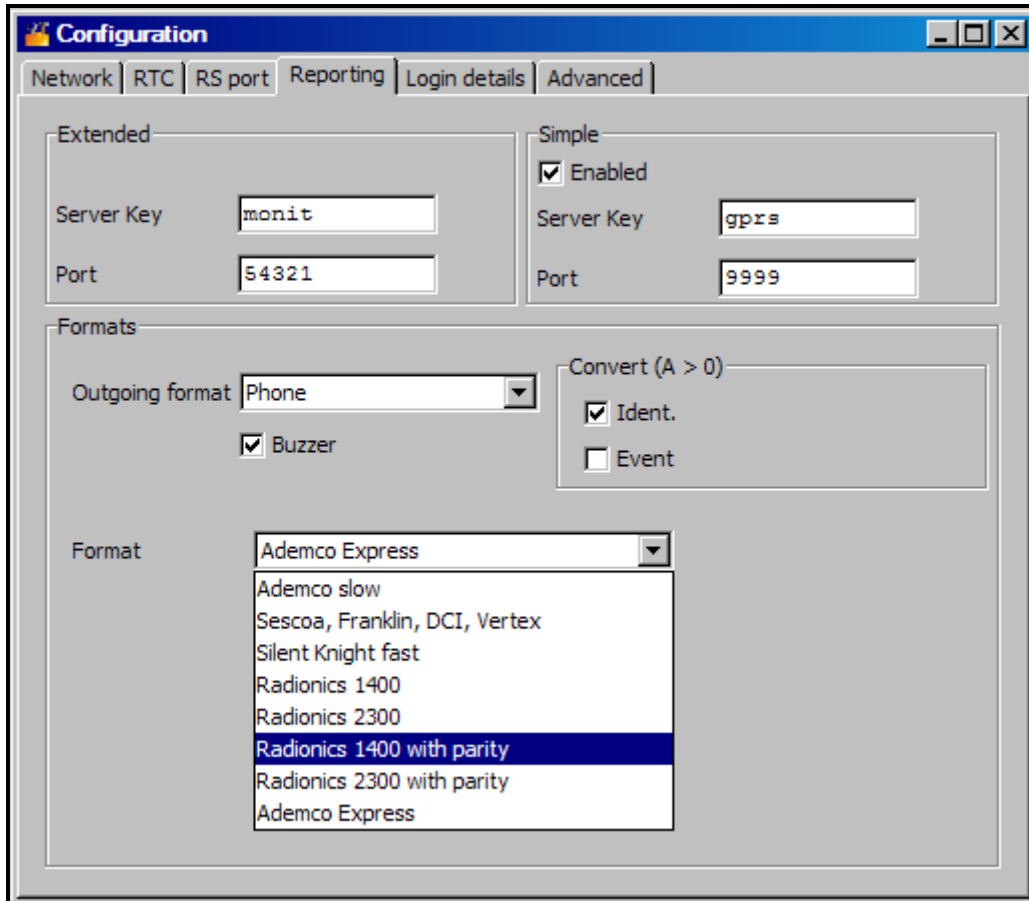 Configuration
Network RTC RS port Reporting Login details Advanced
Extended
Server Key monit
Port 54321
Simple
Enabled
Server Key gprs
Port 9999
Formats
Outgoing format Phone
Buzzer
Convert (A > 0)
Ident.
Event
Format Ademco Express
Ademco slow
Sescoa, Franklin, DCI, Vertex
Silent Knight fast
Radionics 1400
Radionics 2300
Radionics 1400 with parity
Radionics 2300 with parity
Ademco Express